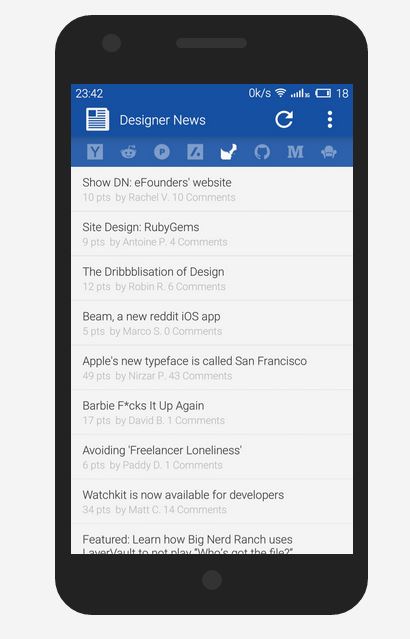 23:42 0k/s 3G 18
Designer News
Y P M
Show DN: eFounders' website
10 pts by Rachel V. 10 Comments
Site Design: RubyGems
9 pts by Antoine P. 4 Comments
The Dribbblisation of Design
12 pts by Robin R. 6 Comments
Beam, a new reddit iOS app
5 pts by Marco S. 0 Comments
Apple's new typeface is called San Francisco
49 pts by Nirzar P. 43 Comments
Barbie F*cks It Up Again
17 pts by David B. 1 Comments
Avoiding 'Freelancer Loneliness'
6 pts by Paddy D. 1 Comments
Watchkit is now available for developers
34 pts by Matt C. 14 Comments
Featured: Learn how Big Nerd Ranch uses
LayerVault to not play "Who's got the file?"